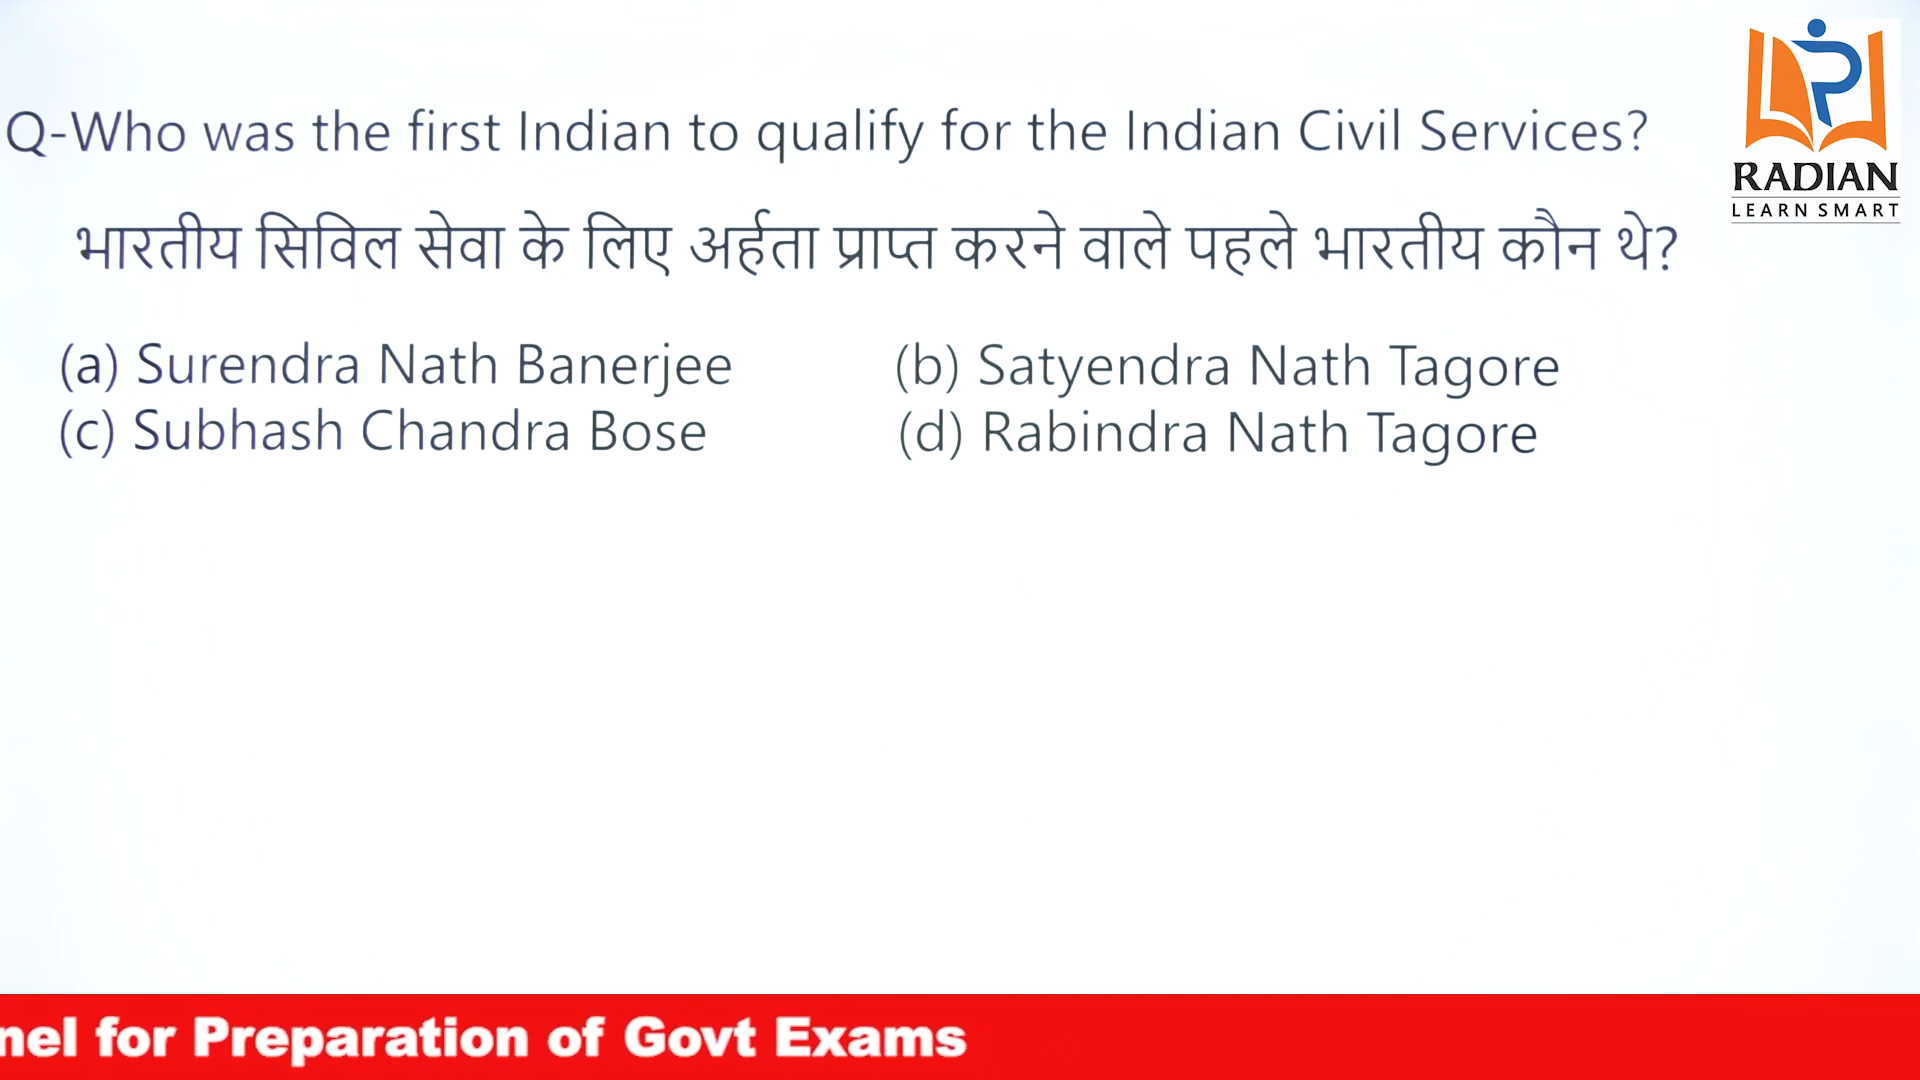 Q-Who was the first Indian to qualify for the Indian Civil Services?
भारतीय सिविल सेवा के लिए अर्हता प्राप्त करने वाले पहले भारतीय कौन थे?
(a) Surendra Nath Banerjee (b) Satyendra Nath Tagore
(c) Subhash Chandra Bose (d) Rabindra Nath Tagore
RADIAN
LEARN SMART
nel for Preparation of Govt Exams